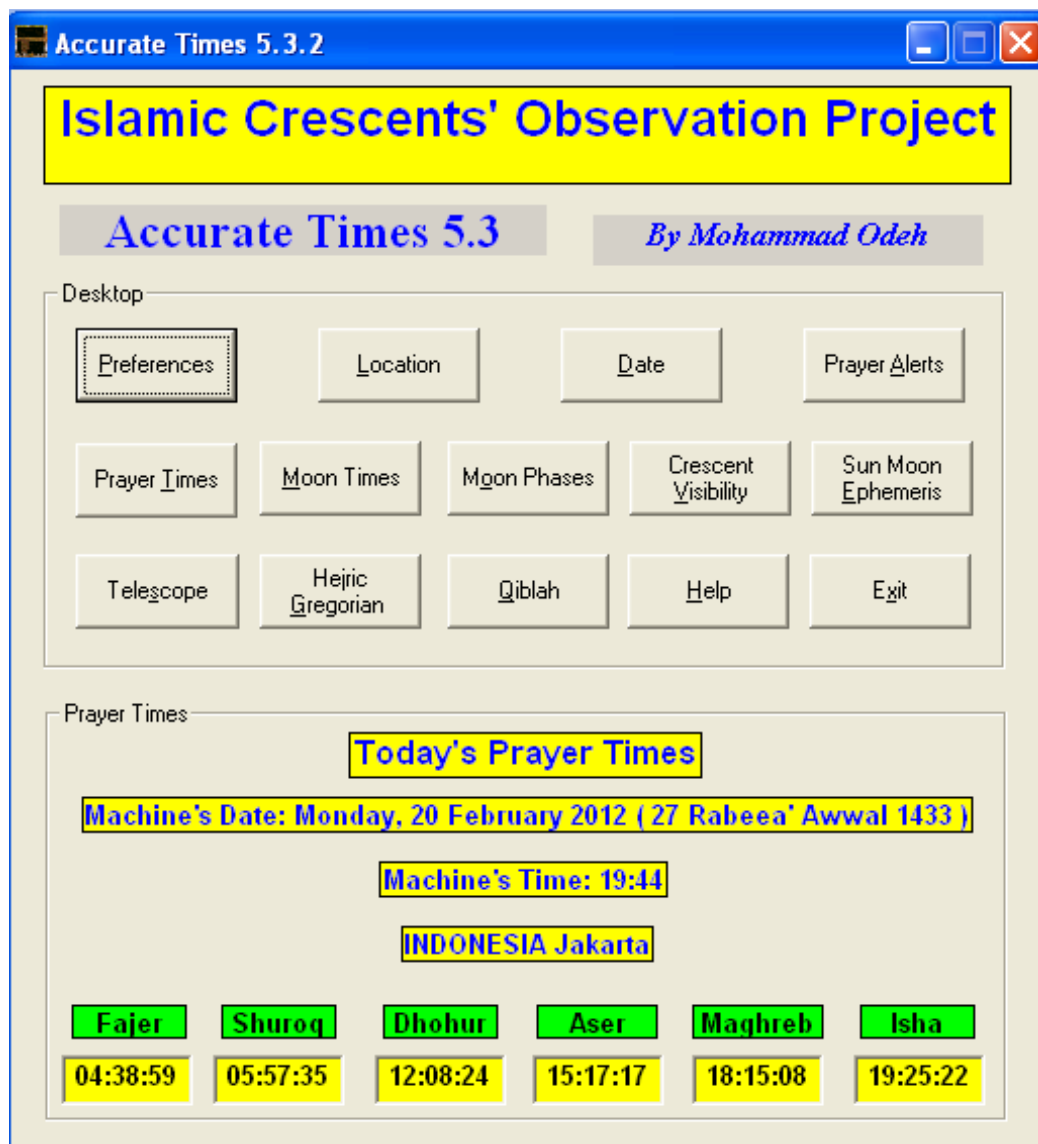 Accurate Times 5.3.2
Islamic Crescents' Observation Project
Accurate Times 5.3
By Mohammad Odeh
Desktop
Preferences
Location
Date
Prayer Alerts
Prayer Times
Moon Times
Moon Phases
Crescent
Visibility
Sun Moon
Ephemeris
Telescope
Hejric
Gregorian
Qiblah
Help
Exit
Prayer Times
Today's Prayer Times
Machine's Date: Monday, 20 February 2012 ( 27 Rabeea' Awwal 1433 )
Machine's Time: 19:44
INDONESIA Jakarta
Fajer Shuroq Dhohur Aser Maghreb Isha
04:38:59 05:57:35 12:08:24 15:17:17 18:15:08 19:25:22